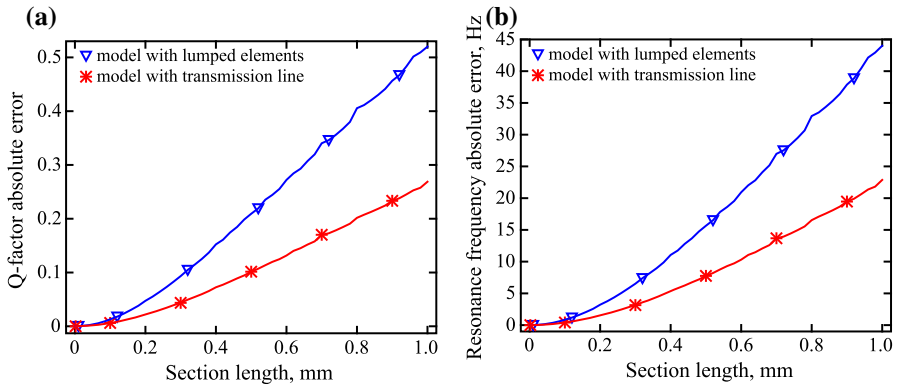 (a)
model with lumped elements
model with transmission line
Q-factor absolute error
0.5
0.4
0.3
0.2
0.1
0
0 0.2 0.4 0.6 0.8 1.0
Section length, mm
(b)
model with lumped elements
model with transmission line
Resonance frequency absolute error, Hz
45
40
35
30
25
20
15
10
5
0
0 0.2 0.4 0.6 0.8 1.0
Section length, mm